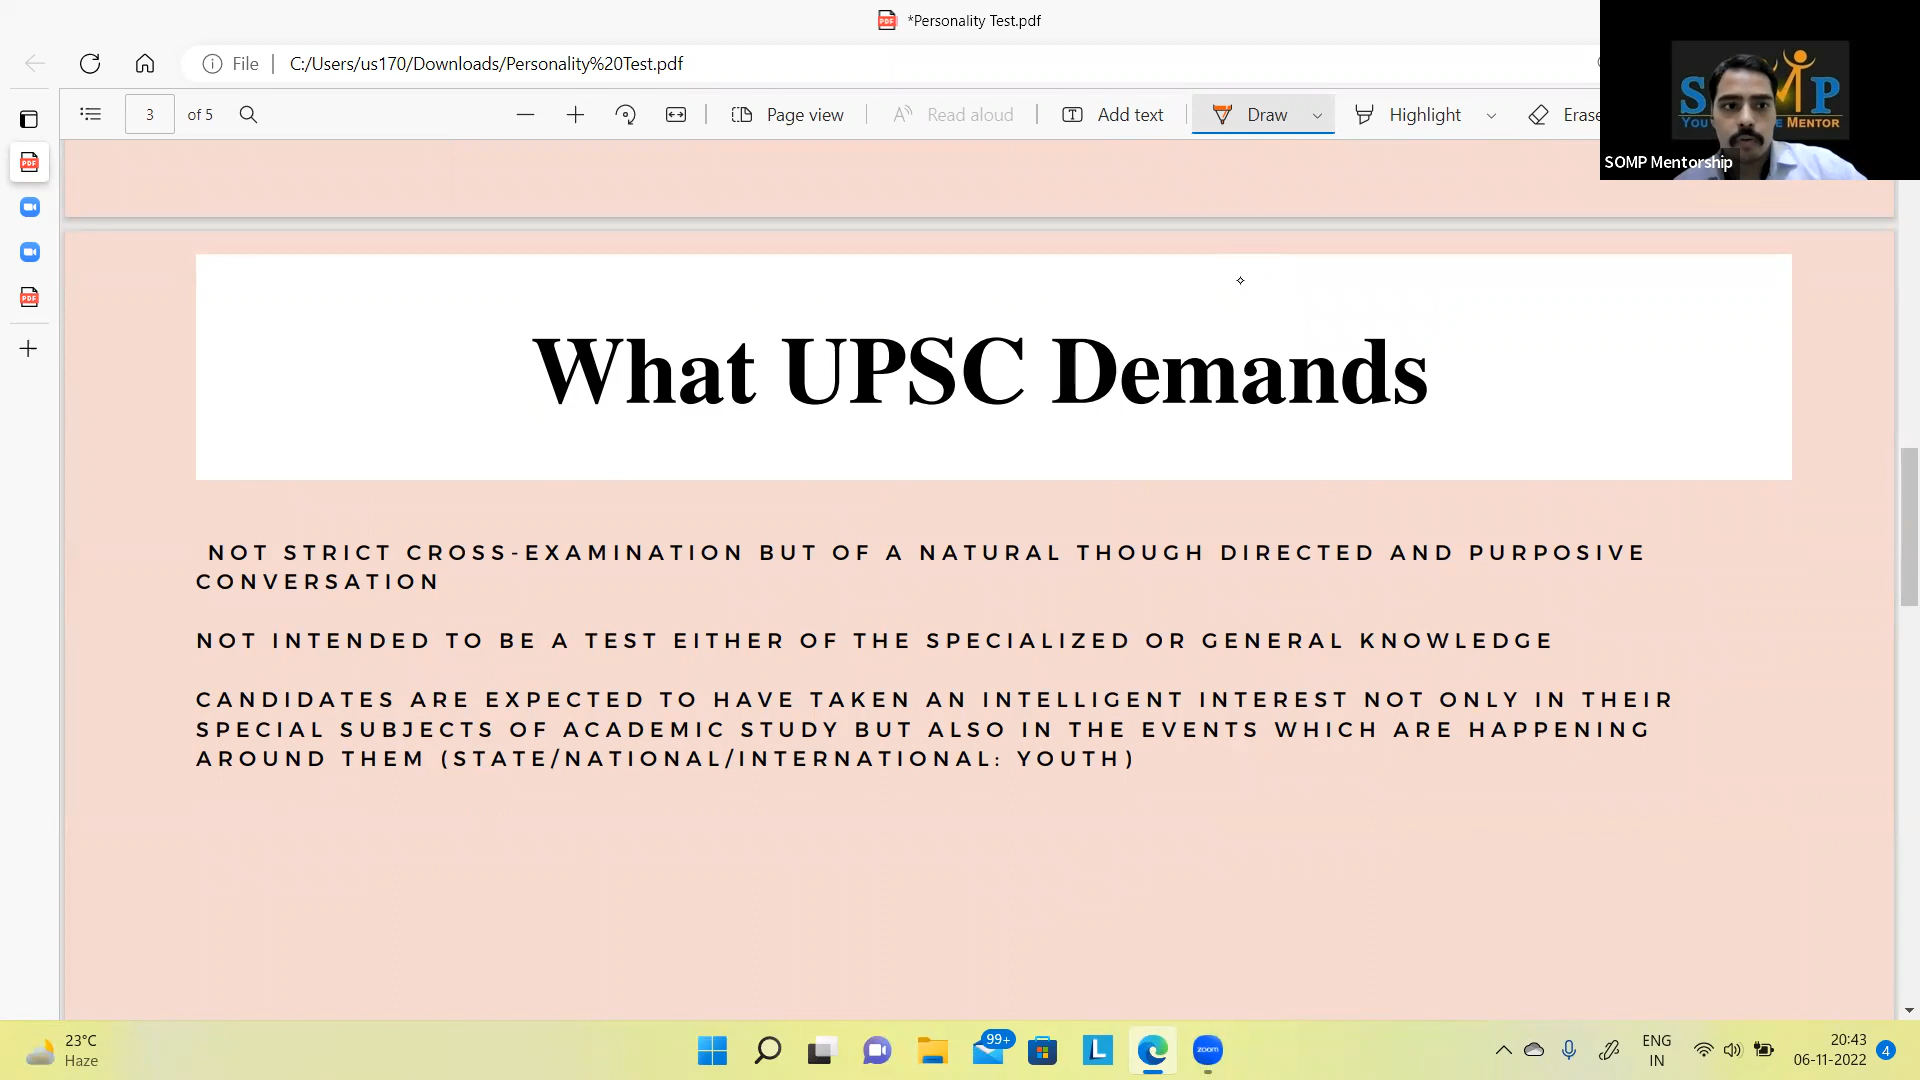 *Personality Test.pdf
File
C:/Users/us170/Downloads/Personality%20Test.pdf
3 of 5
Page view
Read aloud
Add text
Draw
Highlight
Erase
MENTOR
SOMP Mentorship
What UPSC Demands
NOT STRICT CROSS-EXAMINATION BUT OF A NATURAL THOUGH DIRECTED AND PURPOSIVE
CONVERSATION
NOT INTENDED TO BE A TEST EITHER OF THE SPECIALIZED OR GENERAL KNOWLEDGE
CANDIDATES ARE EXPECTED TO HAVE TAKEN AN INTELLIGENT INTEREST NOT ONLY IN THEIR
SPECIAL SUBJECTS OF ACADEMIC STUDY BUT ALSO IN THE EVENTS WHICH ARE HAPPENING
AROUND THEM (STATE/NATIONAL/INTERNATIONAL: YOUTH)
23°C
Haze
99+
zoom
ENG
IN
20:43
06-11-2022
4